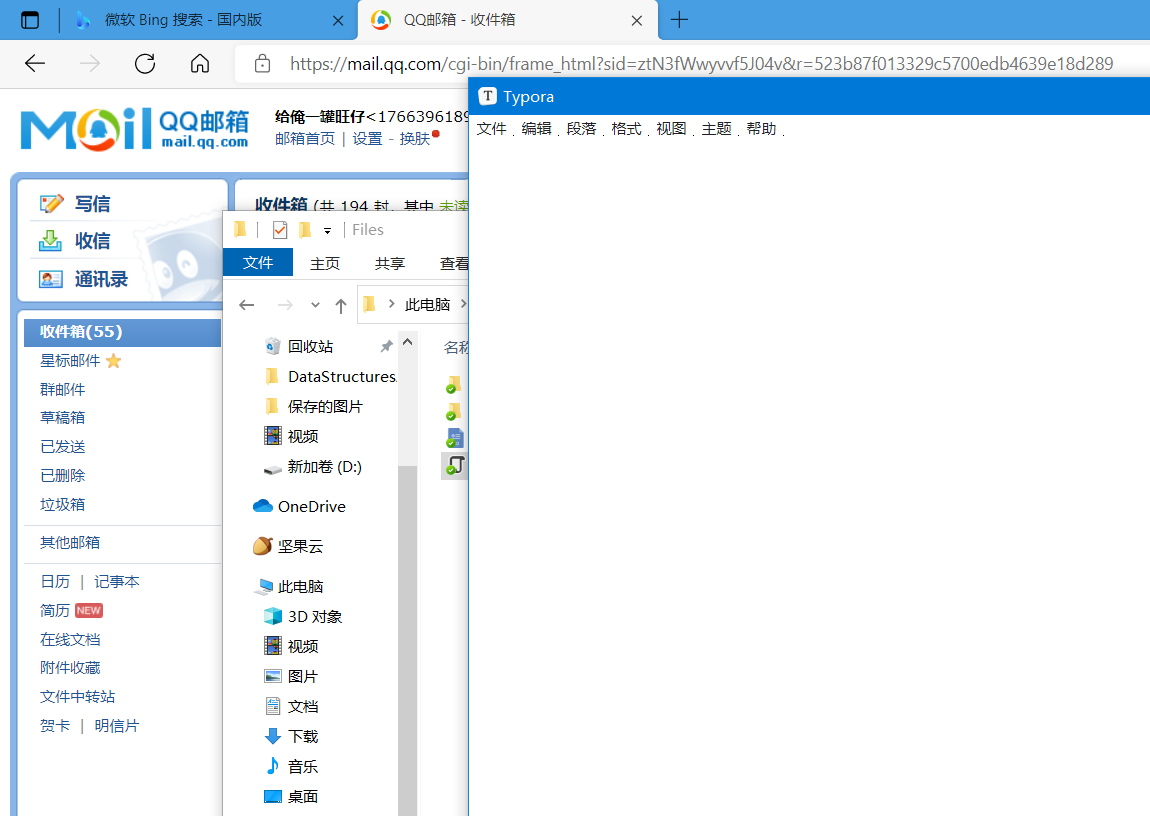 微软 Bing 搜索 - 国内版
QQ邮箱 - 收件箱
https://mail.qq.com/cgi-bin/frame_html?sid=ztN3fWwyvvf5J04v&r=523b87f013329c5700edb4639e18d289
Mail QQ邮箱
mail.qq.com
给俺一罐旺仔<1766396189
邮箱首页 | 设置 - 换肤
T Typora
文件 编辑 段落 格式 视图 主题 帮助
写信
收信
通讯录
收件箱 (共 194 封，其中 未读
Files
文件 主页 共享 查看
此电脑
名称
收件箱(55)
星标邮件
群邮件
草稿箱
已发送
已删除
垃圾箱
其他邮箱
日历 | 记事本
简历 NEW
在线文档
附件收藏
文件中转站
贺卡 | 明信片
回收站
DataStructures
保存的图片
视频
新加卷 (D:)
OneDrive
坚果云
此电脑
3D 对象
视频
图片
文档
下载
音乐
桌面